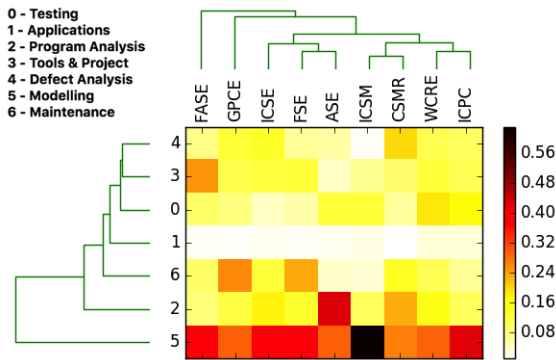 0 - Testing
1 - Applications
2 - Program Analysis
3 - Tools & Project
4 - Defect Analysis
5 - Modelling
6 - Maintenance
FASE GPCE ICSE FSE ASE ICSM CSMR WCRE ICPC
4
3
0
1
6
2
5
0.56
0.48
0.40
0.32
0.24
0.16
0.08